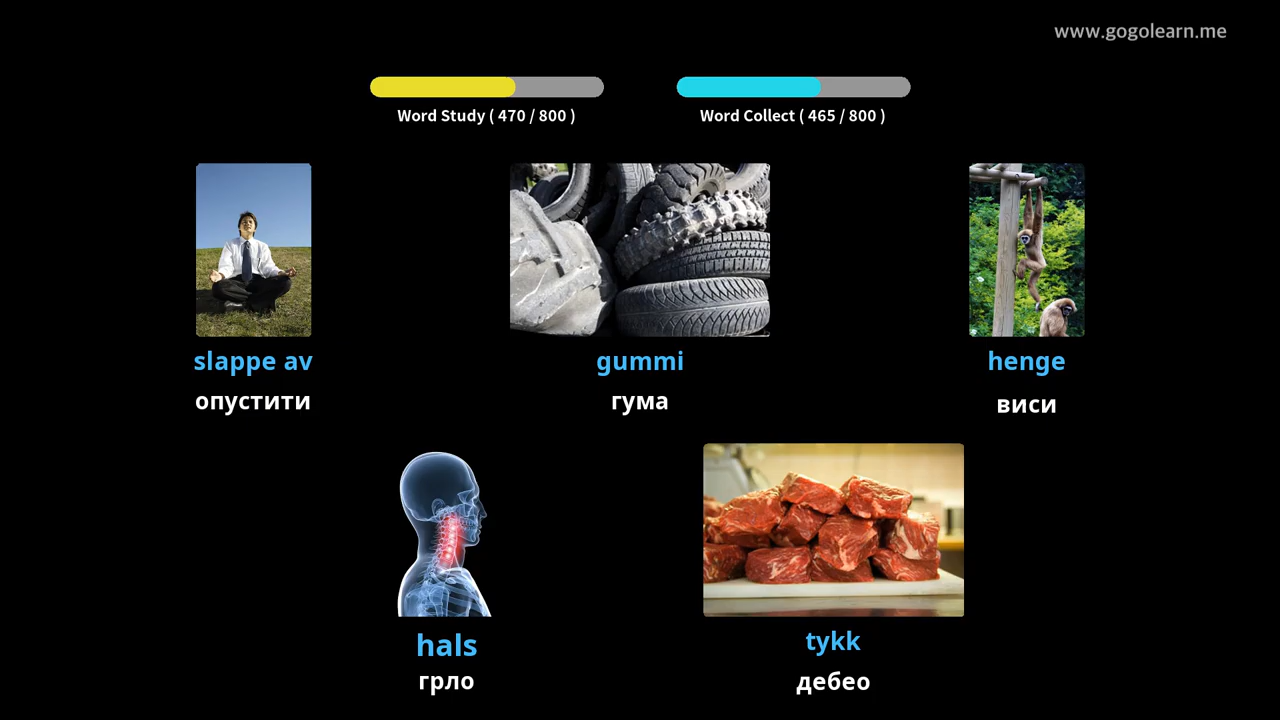 www.gogolearn.me
Word Study ( 470 / 800 )
Word Collect ( 465 / 800 )
slappe av
опустити
gummi
гума
henge
виси
hals
грло
tykk
дебео